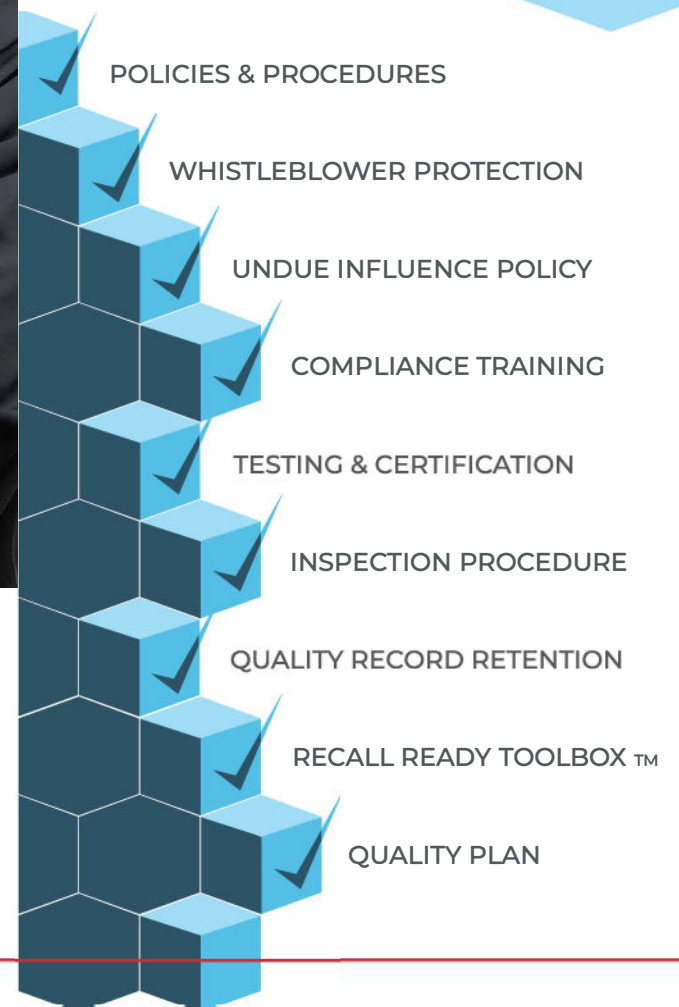 POLICIES & PROCEDURES
WHISTLEBLOWER PROTECTION
UNDUE INFLUENCE POLICY
COMPLIANCE TRAINING
TESTING & CERTIFICATION
INSPECTION PROCEDURE
QUALITY RECORD RETENTION
RECALL READY TOOLBOX TM
QUALITY PLAN